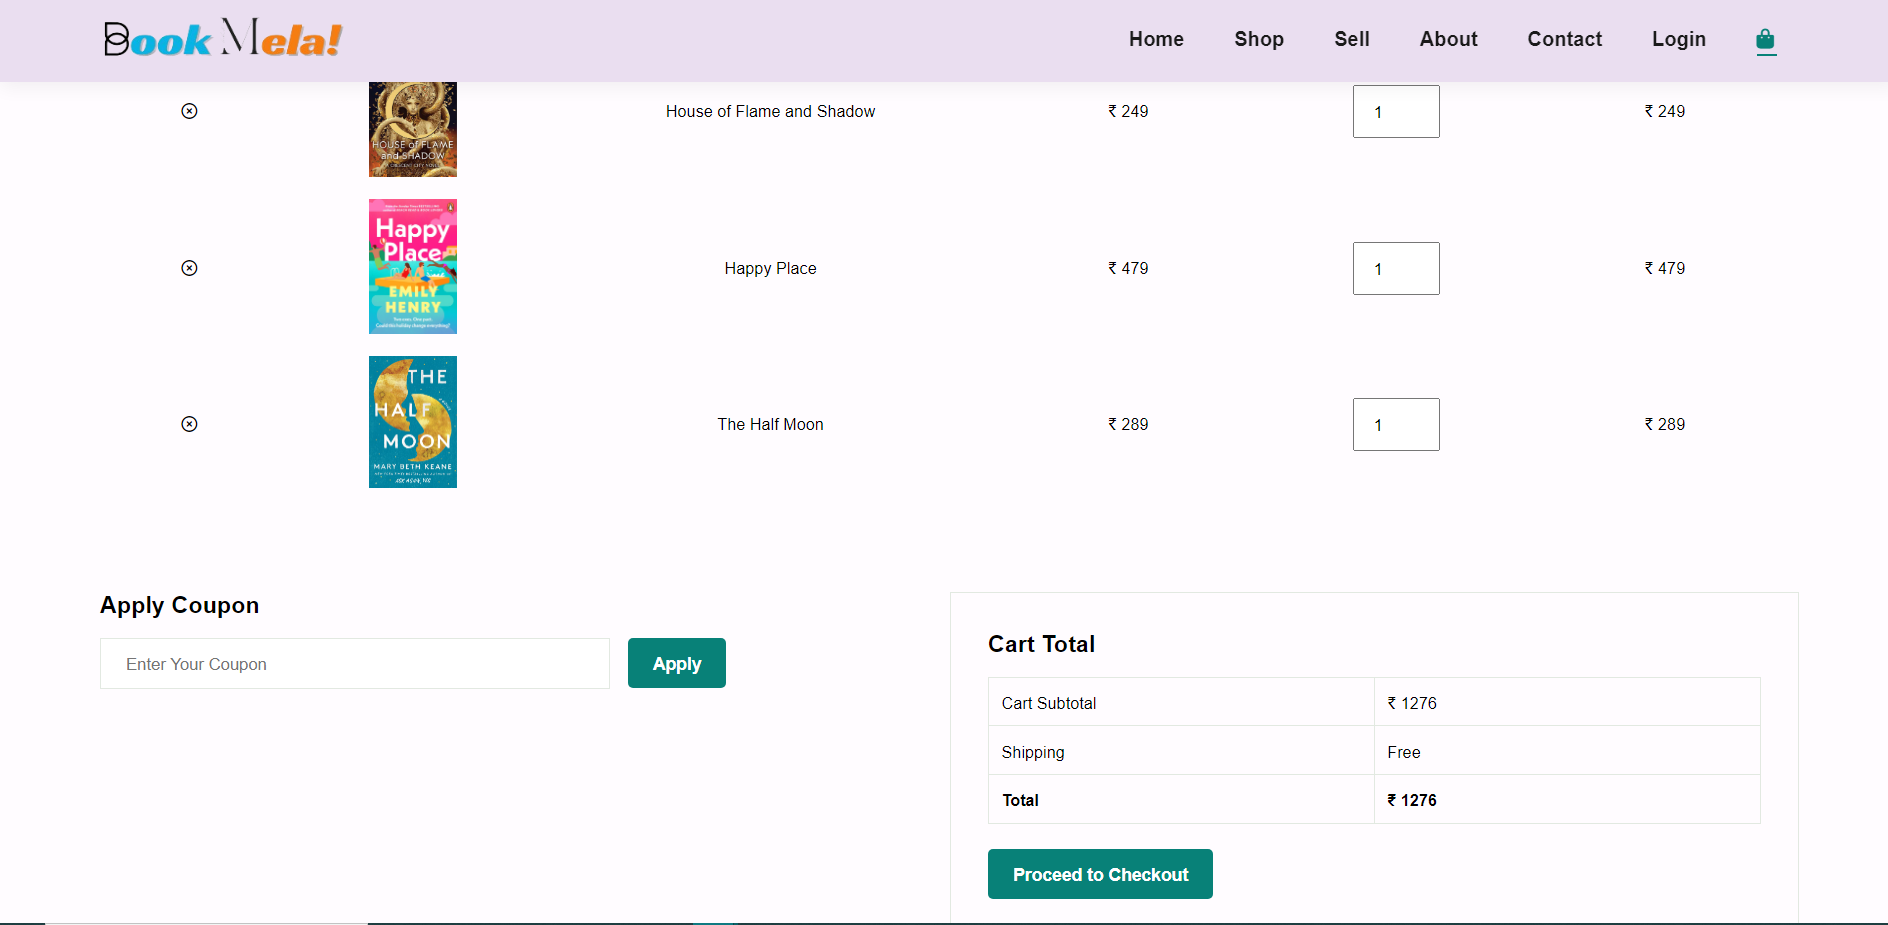 Book Mela!
Home Shop Sell About Contact Login
House of Flame and Shadow ₹ 249 1 ₹ 249
HOUSE of FLAME
and SHADOW
Happy
Place
EMILY
HENRY
Happy Place ₹ 479 1 ₹ 479
THE
HALF
MOON
MARY BETH KEANE
The Half Moon ₹ 289 1 ₹ 289
Apply Coupon
Enter Your Coupon Apply
Cart Total
Cart Subtotal ₹ 1276
Shipping Free
Total ₹ 1276
Proceed to Checkout